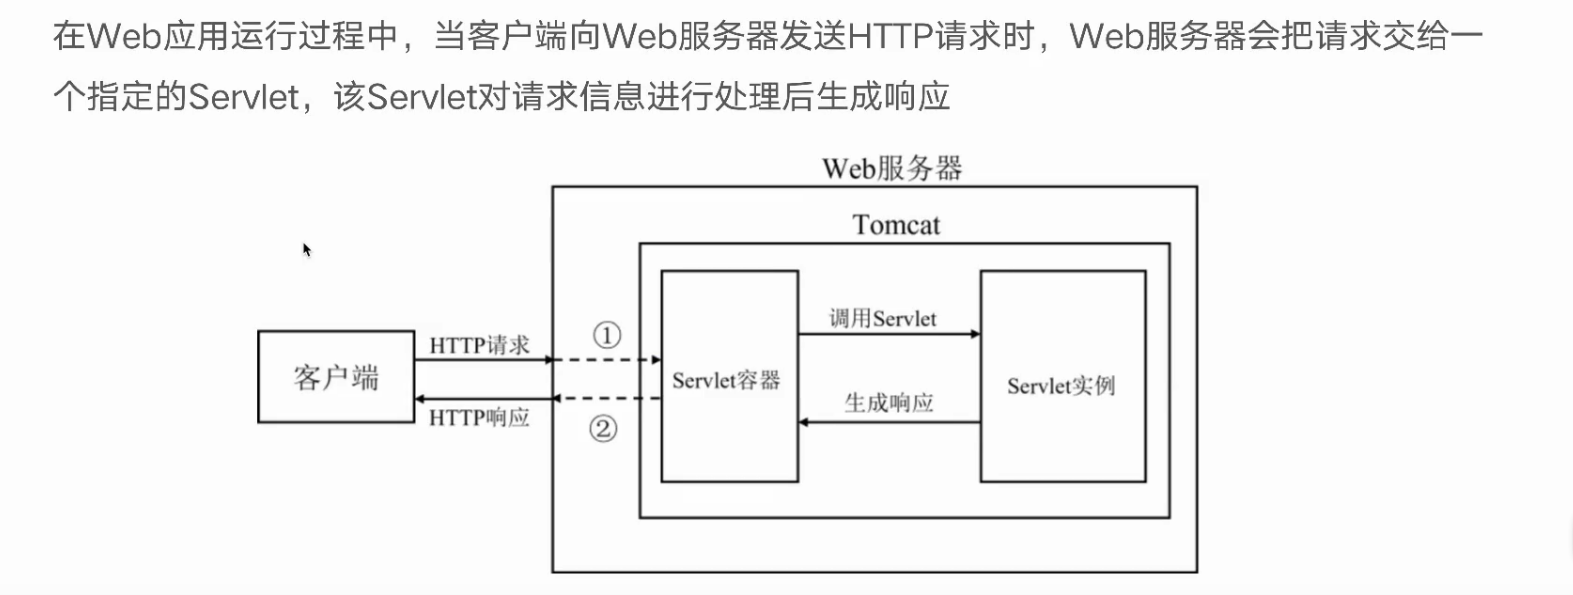 在Web应用运行过程中，当客户端向Web服务器发送HTTP请求时，Web服务器会把请求交给一
个指定的Servlet，该Servlet对请求信息进行处理后生成响应
Web服务器
Tomcat
调用Servlet
HTTP请求
①
客户端
Servlet容器
Servlet实例
生成响应
HTTP响应
②